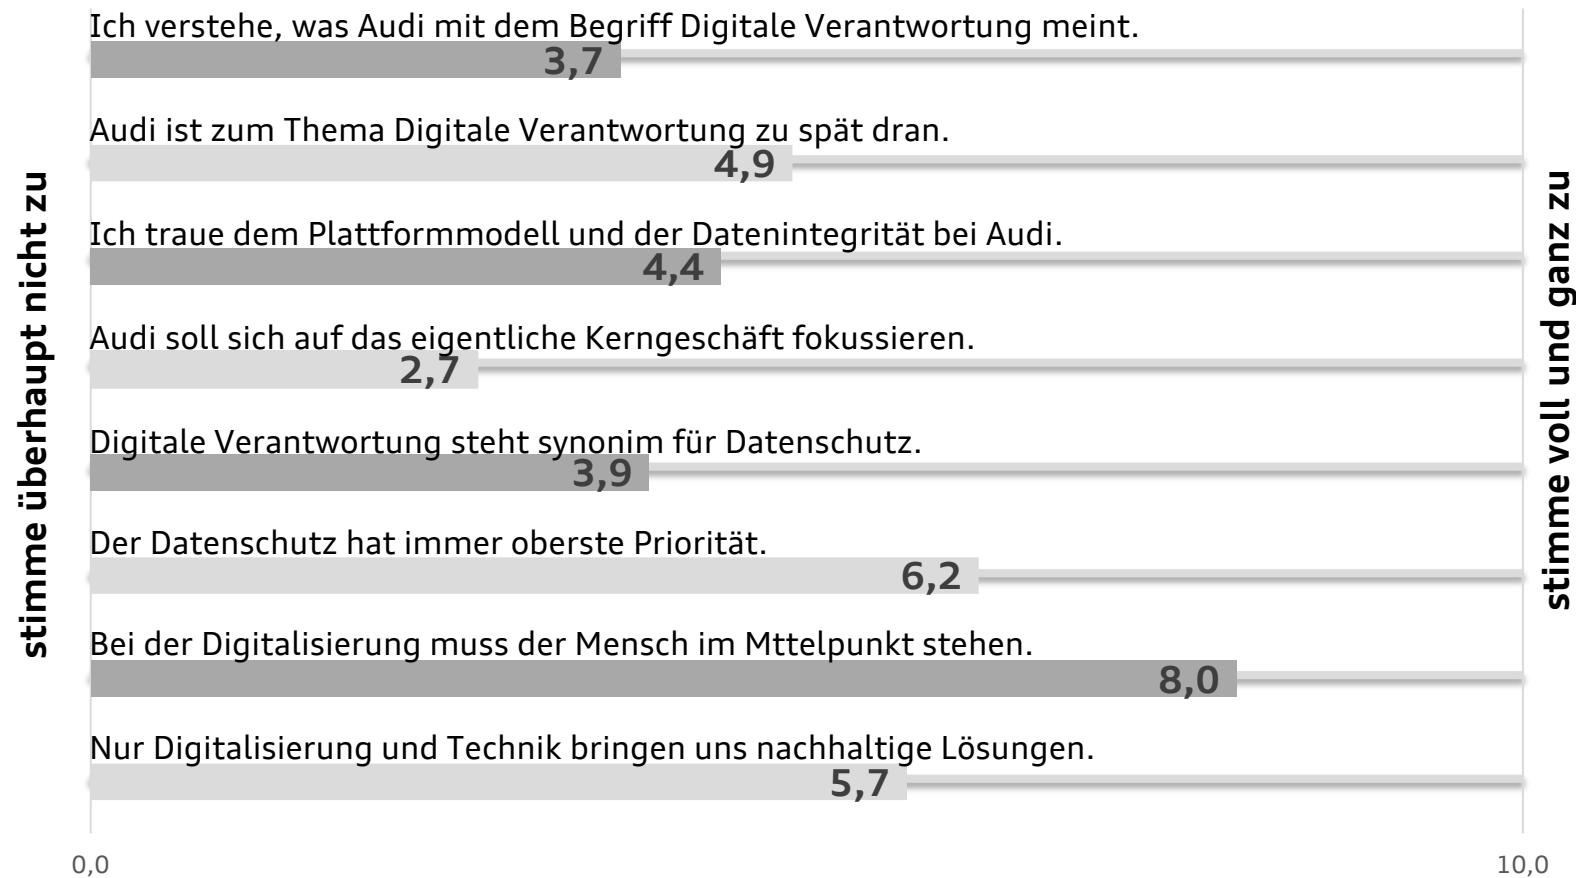 Ich verstehe, was Audi mit dem Begriff Digitale Verantwortung meint.
3,7
Audi ist zum Thema Digitale Verantwortung zu spät dran.
4,9
Ich traue dem Plattformmodell und der Datenintegrität bei Audi.
4,4
Audi soll sich auf das eigentliche Kerngeschäft fokussieren.
2,7
Digitale Verantwortung steht synonim für Datenschutz.
3,9
Der Datenschutz hat immer oberste Priorität.
6,2
Bei der Digitalisierung muss der Mensch im Mttelpunkt stehen.
8,0
Nur Digitalisierung und Technik bringen uns nachhaltige Lösungen.
5,7
stimme überhaupt nicht zu
stimme voll und ganz zu
0,0
10,0